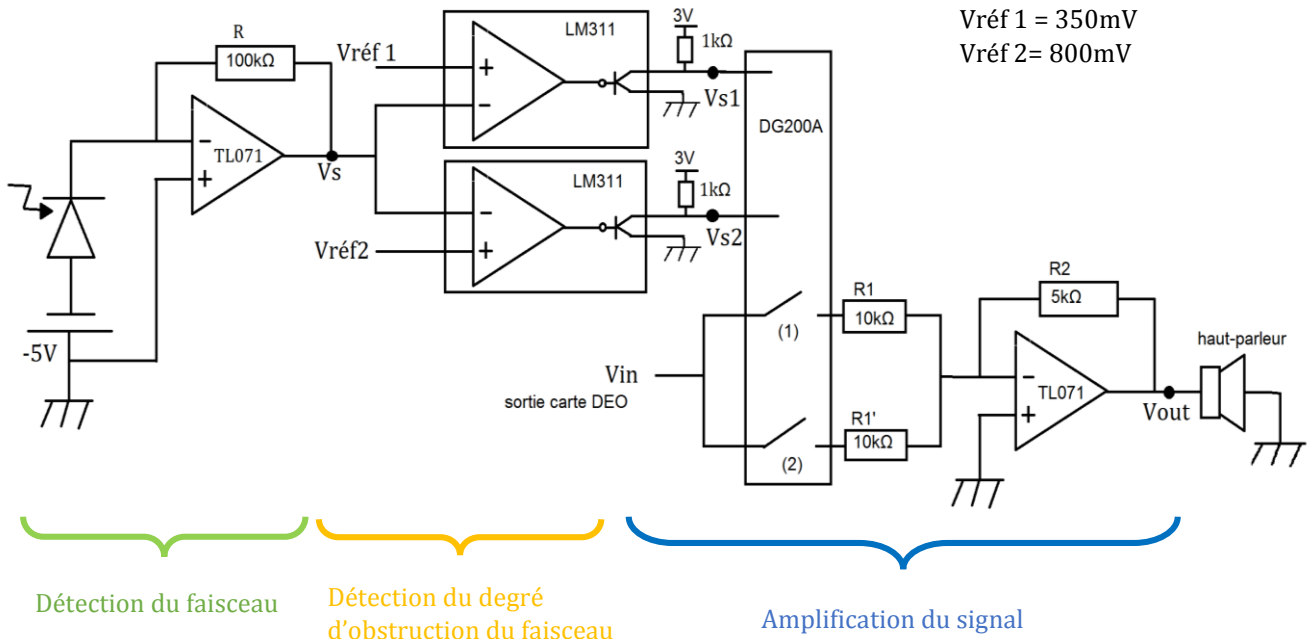 Vréf 1 = 350mV
Vréf 2= 800mV
R
100kΩ
TL071
Vs
-5V
LM311
Vréf 1
+
-
3V
1kΩ
Vs1
LM311
Vréf2
-
+
3V
1kΩ
Vs2
DG200A
(1)
(2)
Vin
sortie carte DEO
R1
10kΩ
R1'
10kΩ
R2
5kΩ
-
+
TL071
Vout
haut-parleur
-
+
Détection du faisceau
Détection du degré
d'obstruction du faisceau
Amplification du signal